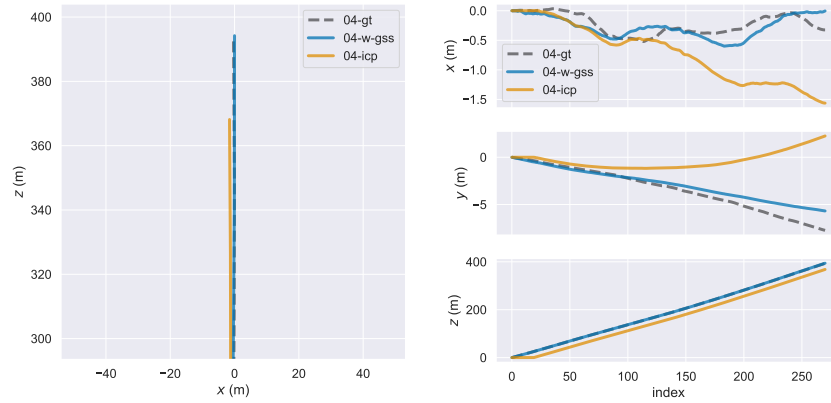 400
380
360
340
320
300
z (m)
−40
−20
0
20
40
x (m)
04-gt
04-w-gss
04-icp
0.0
−0.5
−1.0
−1.5
x (m)
04-gt
04-w-gss
04-icp
0
−5
y (m)
400
200
0
z (m)
0
50
100
150
200
250
index